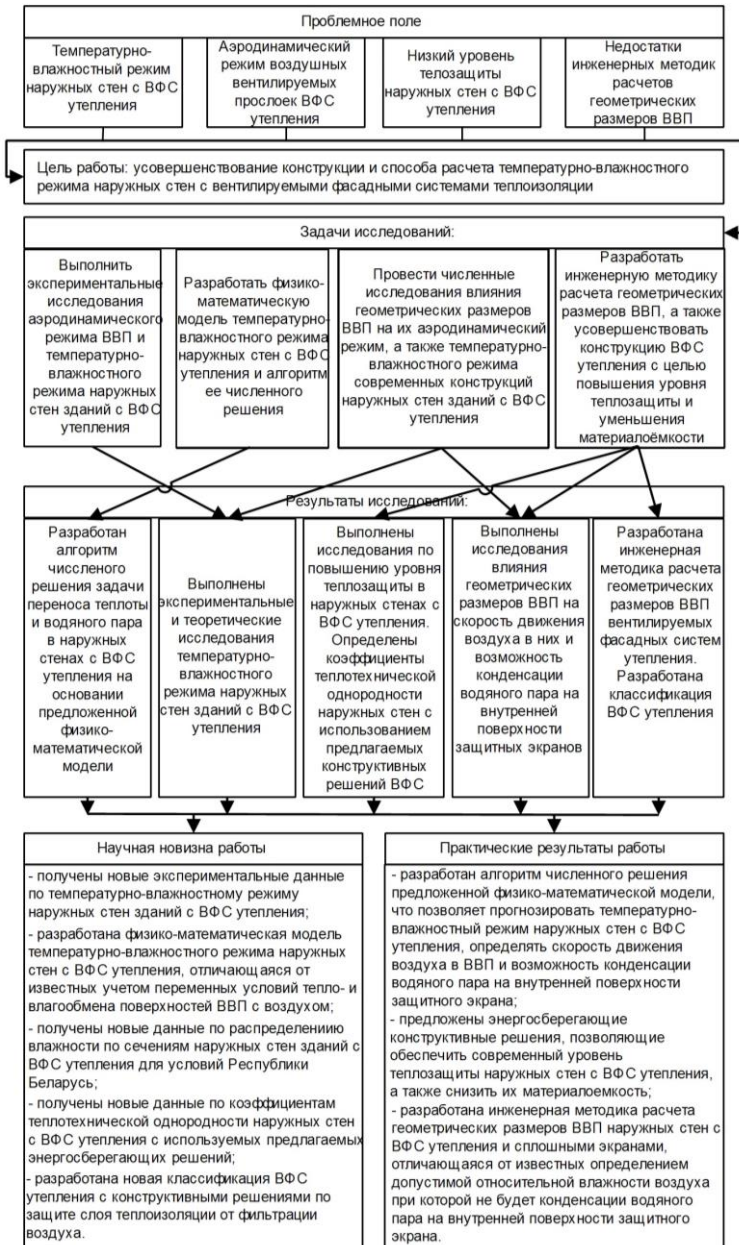 Проблемное поле
Температурно-
влажностный режим
наружных стен с ВФС
утепления
Аэродинамический
режим воздушных
вентилируемых
прослоек ВФС
утепления
Низкий уровень
телозащиты
наружных стен с ВФС
утепления
Недостатки
инженерных методик
расчетов
геометрических
размеров ВВП
Цель работы: усовершенствование конструкции и способа расчета температурно-влажностного
режима наружных стен с вентилируемыми фасадными системами теплоизоляции
Задачи исследований:
Выполнить
экспериментальные
исследования
аэродинамического
режима ВВП и
температурно-
влажностного
режима наружных
стен зданий с ВФС
утепления
Разработать физико-
математическую
модель температурно-
влажностного режима
наружных стен с ВФС
утепления и алгоритм
ее численного
решения
Провести численные
исследования влияния
геометрических размеров
ВВП на их аэродинамический
режим, а также температурно-
влажностного режима
современных конструкций
наружных стен зданий с ВФС
утепления
Разработать
инженерную методику
расчета геометрических
размеров ВВП, а также
усовершенствовать
конструкцию ВФС
утепления с целью
повышения уровня
теплозащиты и
уменьшения
материалоёмкости
Результаты исследований:
Разработан
алгоритм
чиссленого
решения задачи
переноса теплоты
и водяного пара
в наружных
стенах с ВФС
утепления на
основании
предложенной
физико-
математической
модели
Выполнены
экспериментальные
и теоретические
исследования
температурно-
влажностного
режима наружных
стен зданий с ВФС
утепления
Выполнены
исследования по
повышению уровня
теплозащиты в
наружных стенах с
ВФС утепления.
Определены
коэффициенты
теплотехнической
однородности
наружных стен с
использованием
предлагаемых
конструктивных
решений ВФС
Выполнены
исследования
влияния
геометрических
размеров ВВП на
скорость движения
воздуха в них и
возможность
конденсации
водяного пара на
внутренней
поверхности
защитных экранов
Разработана
инженерная
методика расчета
геометрических
размеров ВВП
вентилируемых
фасадных систем
утепления.
Разработана
классификация
ВФС утепления
Научная новизна работы
- получены новые экспериментальные данные
по температурно-влажностному режиму
наружных стен зданий с ВФС утепления;
- разработана физико-математическая модель
температурно-влажностного режима наружных
стен с ВФС утепления, отличающаяся от
известных учетом переменных условий тепло- и
влагообмена поверхностей ВВП с воздухом;
- получены новые данные по распределениию
влажности по сечениям наружных стен зданий с
ВФС утепления для условий Республики
Беларусь;
- получены новые данные по коэффициентам
теплотехнической однородности наружных стен
с ВФС утепления с используемых предлагаемых
энергосберегающих решений;
- разработана новая классификация ВФС
утепления с конструктивными решениями по
защите слоя теплоизоляции от фильтрации
воздуха.
Практические результаты работы
- разработан алгоритм численного решения
предложенной физико-математической модели,
что позволяет прогнозировать температурно-
влажностный режим наружных стен с ВФС
утепления, определять скорость движения
воздуха в ВВП и возможность конденсации
водяного пара на внутренней поверхности
защитного экрана;
- предложены энергосберегающие
конструктивные решения, позволяющие
обеспечить современный уровень
теплозащиты наружных стен с ВФС утепления,
а также снизить их материалоемкость;
- разработана инженерная методика расчета
геометрических размеров ВВП наружных стен с
ВФС утепления и сплошными экранами,
отличающаяся от известных определением
допустимой относительной влажности воздуха
при которой не будет конденсации водяного
пара на внутренней поверхности защитного
экрана.